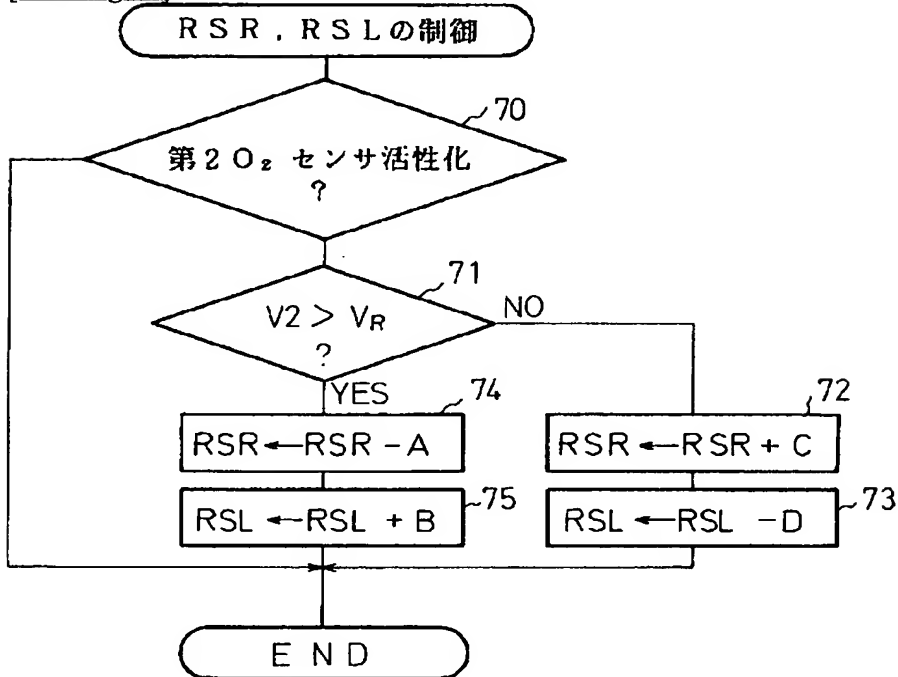 RSR,RSLの制御
70
第2O₂ センサ活性化
?
71
V2 > VR
?
NO
YES
74
RSR←RSR-A
72
RSR←RSR+C
75
RSL←RSL+B
73
RSL←RSL-D
END